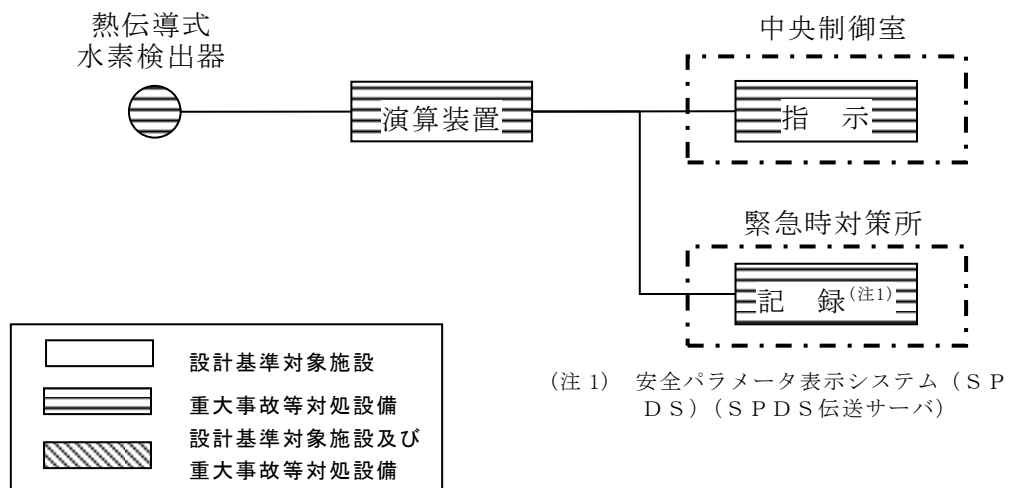 熱伝導式
水素検出器
演算装置
中央制御室
指　示
緊急時対策所
記　録(注1)
設計基準対象施設
重大事故等対処設備
設計基準対象施設及び
重大事故等対処設備
(注 1)　安全パラメータ表示システム（ＳＰ
ＤＳ）（ＳＰＤＳ伝送サーバ）